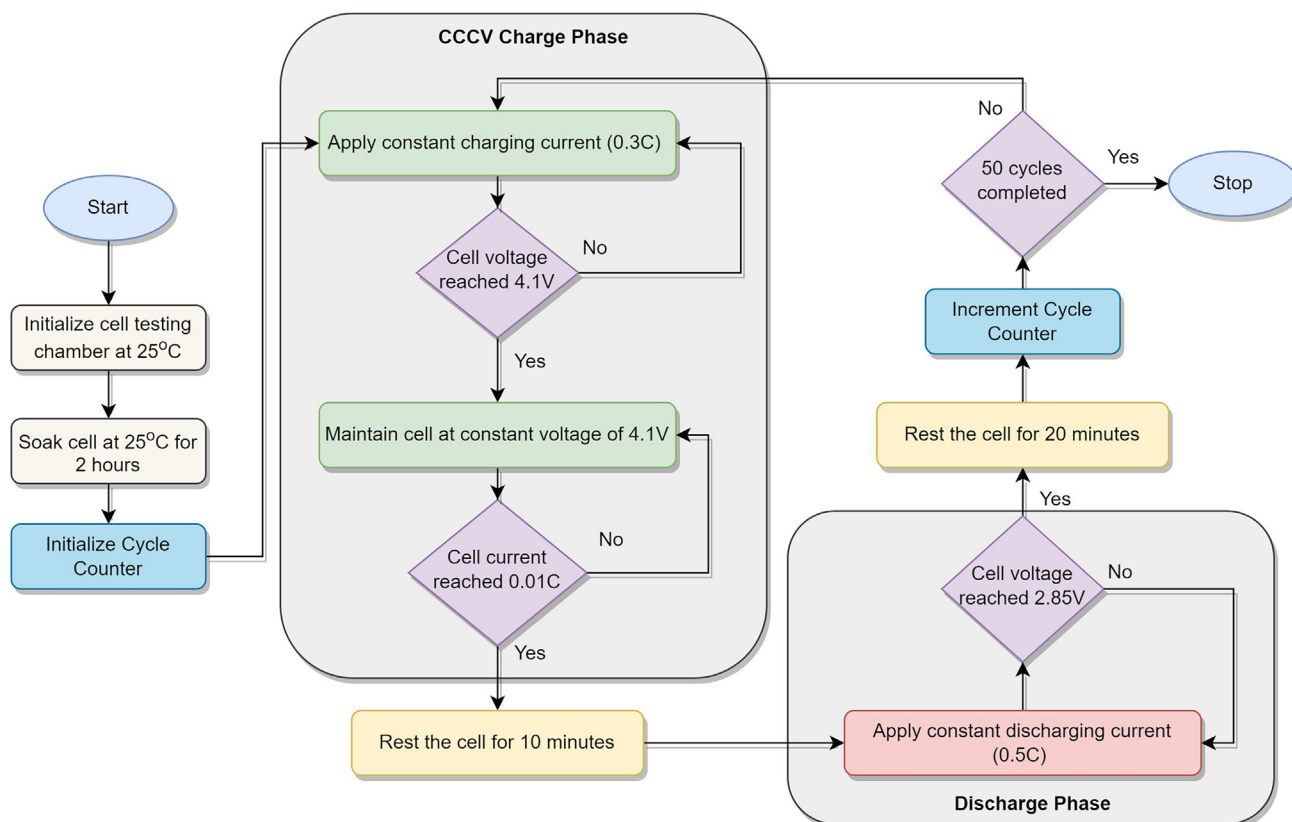 CCCV Charge Phase
Start
Initialize cell testing
chamber at 25°C
Soak cell at 25°C for
2 hours
Initialize Cycle
Counter
Apply constant charging current (0.3C)
Cell voltage
reached 4.1V
No
Yes
Maintain cell at constant voltage of 4.1V
Cell current
reached 0.01C
No
Yes
Rest the cell for 10 minutes
Apply constant discharging current
(0.5C)
Discharge Phase
Cell voltage
reached 2.85V
No
Yes
Rest the cell for 20 minutes
Increment Cycle
Counter
50 cycles
completed
No
Yes
Stop